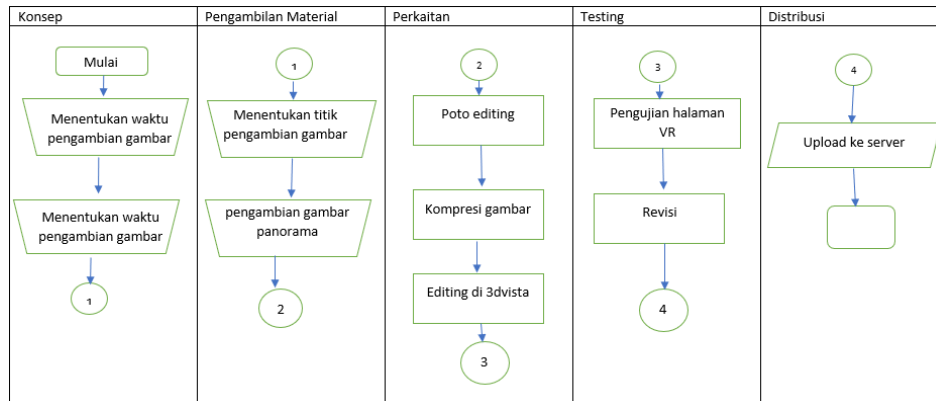 Konsep
Mulai
Menentukan waktu
pengambian gambar
Menentukan waktu
pengambian gambar
1
Pengambilan Material
1
Menentukan titik
pengambian gambar
pengambian gambar
panorama
2
Perkaitan
2
Poto editing
Kompresi gambar
Editing di 3dvista
3
Testing
3
Pengujian halaman
VR
Revisi
4
Distribusi
4
Upload ke server